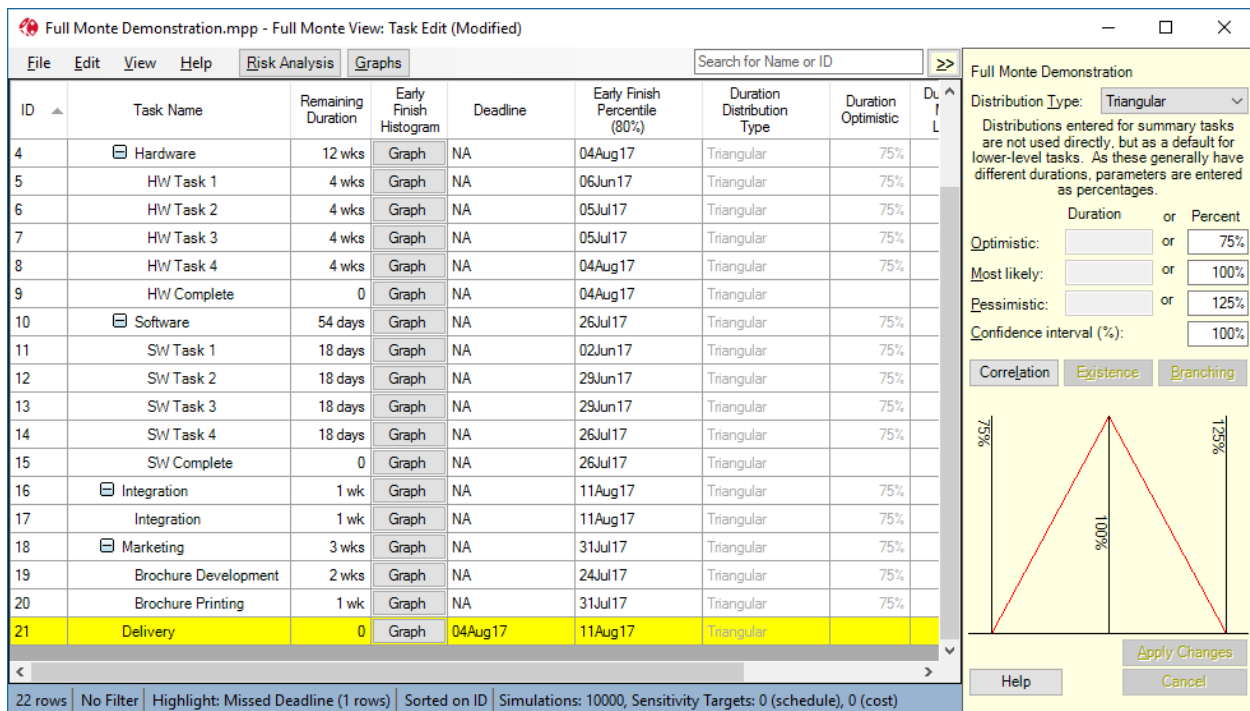 Full Monte Demonstration.mpp - Full Monte View: Task Edit (Modified)
File Edit View Help Risk Analysis Graphs Search for Name or ID >>
ID Task Name Remaining Duration Early Finish Histogram Deadline Early Finish Percentile (80%) Duration Distribution Type Duration Optimistic
4 Hardware 12 wks Graph NA 04Aug17 Triangular 75%
5 HW Task 1 4 wks Graph NA 06Jun17 Triangular 75%
6 HW Task 2 4 wks Graph NA 05Jul17 Triangular 75%
7 HW Task 3 4 wks Graph NA 05Jul17 Triangular 75%
8 HW Task 4 4 wks Graph NA 04Aug17 Triangular 75%
9 HW Complete 0 Graph NA 04Aug17 Triangular
10 Software 54 days Graph NA 26Jul17 Triangular 75%
11 SW Task 1 18 days Graph NA 02Jun17 Triangular 75%
12 SW Task 2 18 days Graph NA 29Jun17 Triangular 75%
13 SW Task 3 18 days Graph NA 29Jun17 Triangular 75%
14 SW Task 4 18 days Graph NA 26Jul17 Triangular 75%
15 SW Complete 0 Graph NA 26Jul17 Triangular
16 Integration 1 wk Graph NA 11Aug17 Triangular 75%
17 Integration 1 wk Graph NA 11Aug17 Triangular 75%
18 Marketing 3 wks Graph NA 31Jul17 Triangular 75%
19 Brochure Development 2 wks Graph NA 24Jul17 Triangular 75%
20 Brochure Printing 1 wk Graph NA 31Jul17 Triangular 75%
21 Delivery 0 Graph 04Aug17 11Aug17 Triangular
22 rows No Filter Highlight: Missed Deadline (1 rows) Sorted on ID Simulations: 10000, Sensitivity Targets: 0 (schedule), 0 (cost)
Full Monte Demonstration
Distribution Type: Triangular
Distributions entered for summary tasks
are not used directly, but as a default for
lower-level tasks. As these generally have
different durations, parameters are entered
as percentages.
Duration or Percent
Optimistic: or 75%
Most likely: or 100%
Pessimistic: or 125%
Confidence interval (%): 100%
Correlation Existence Branching
75%
100%
125%
Apply Changes
Help Cancel